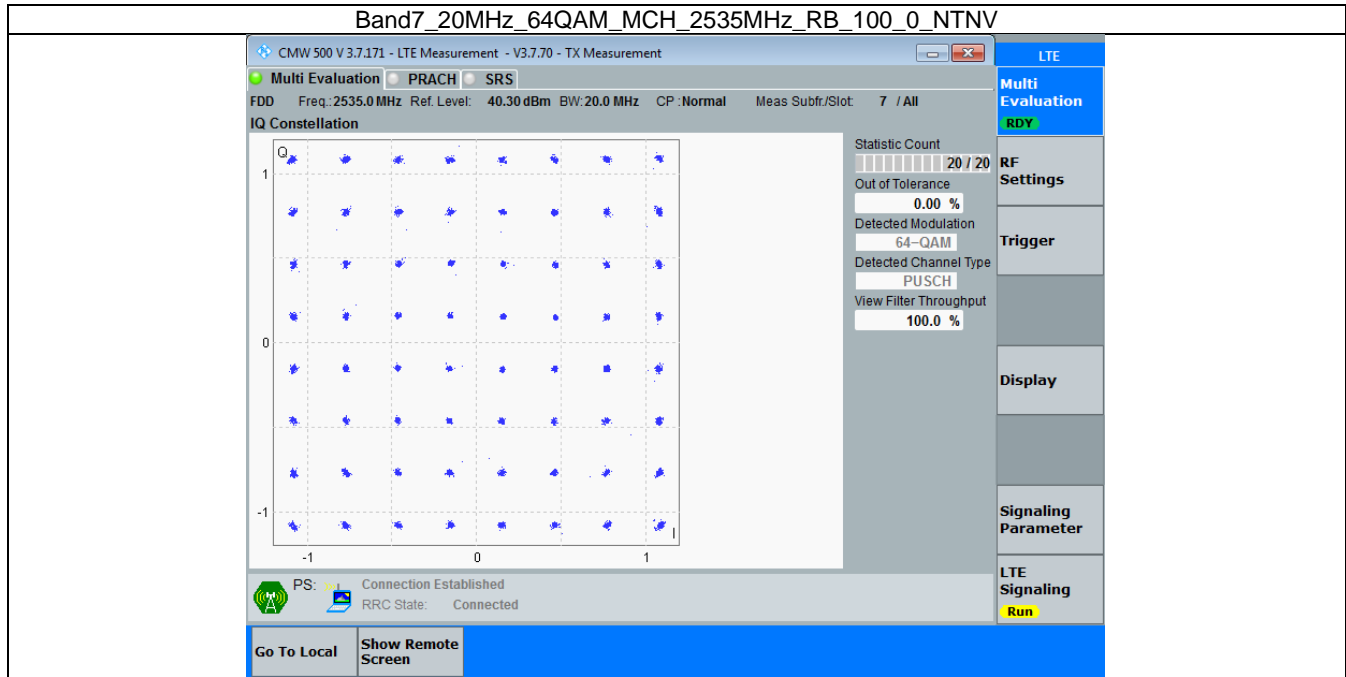 Band7_20MHz_64QAM_MCH_2535MHz_RB_100_0_NTNV
CMW 500 V 3.7.171 - LTE Measurement - V3.7.70 - TX Measurement
LTE
Multi Evaluation PRACH SRS
FDD Freq.:2535.0 MHz Ref. Level: 40.30 dBm BW:20.0 MHz CP :Normal Meas Subfr./Slot: 7 / All
IQ Constellation
Multi
Evaluation
RDY
Q
1
0
-1
I
-1 0 1
Statistic Count
20 / 20
Out of Tolerance
0.00 %
Detected Modulation
64-QAM
Detected Channel Type
PUSCH
View Filter Throughput
100.0 %
RF
Settings
Trigger
Display
Signaling
Parameter
LTE
Signaling
Run
PS:
Connection Established
RRC State: Connected
Go To Local
Show Remote
Screen